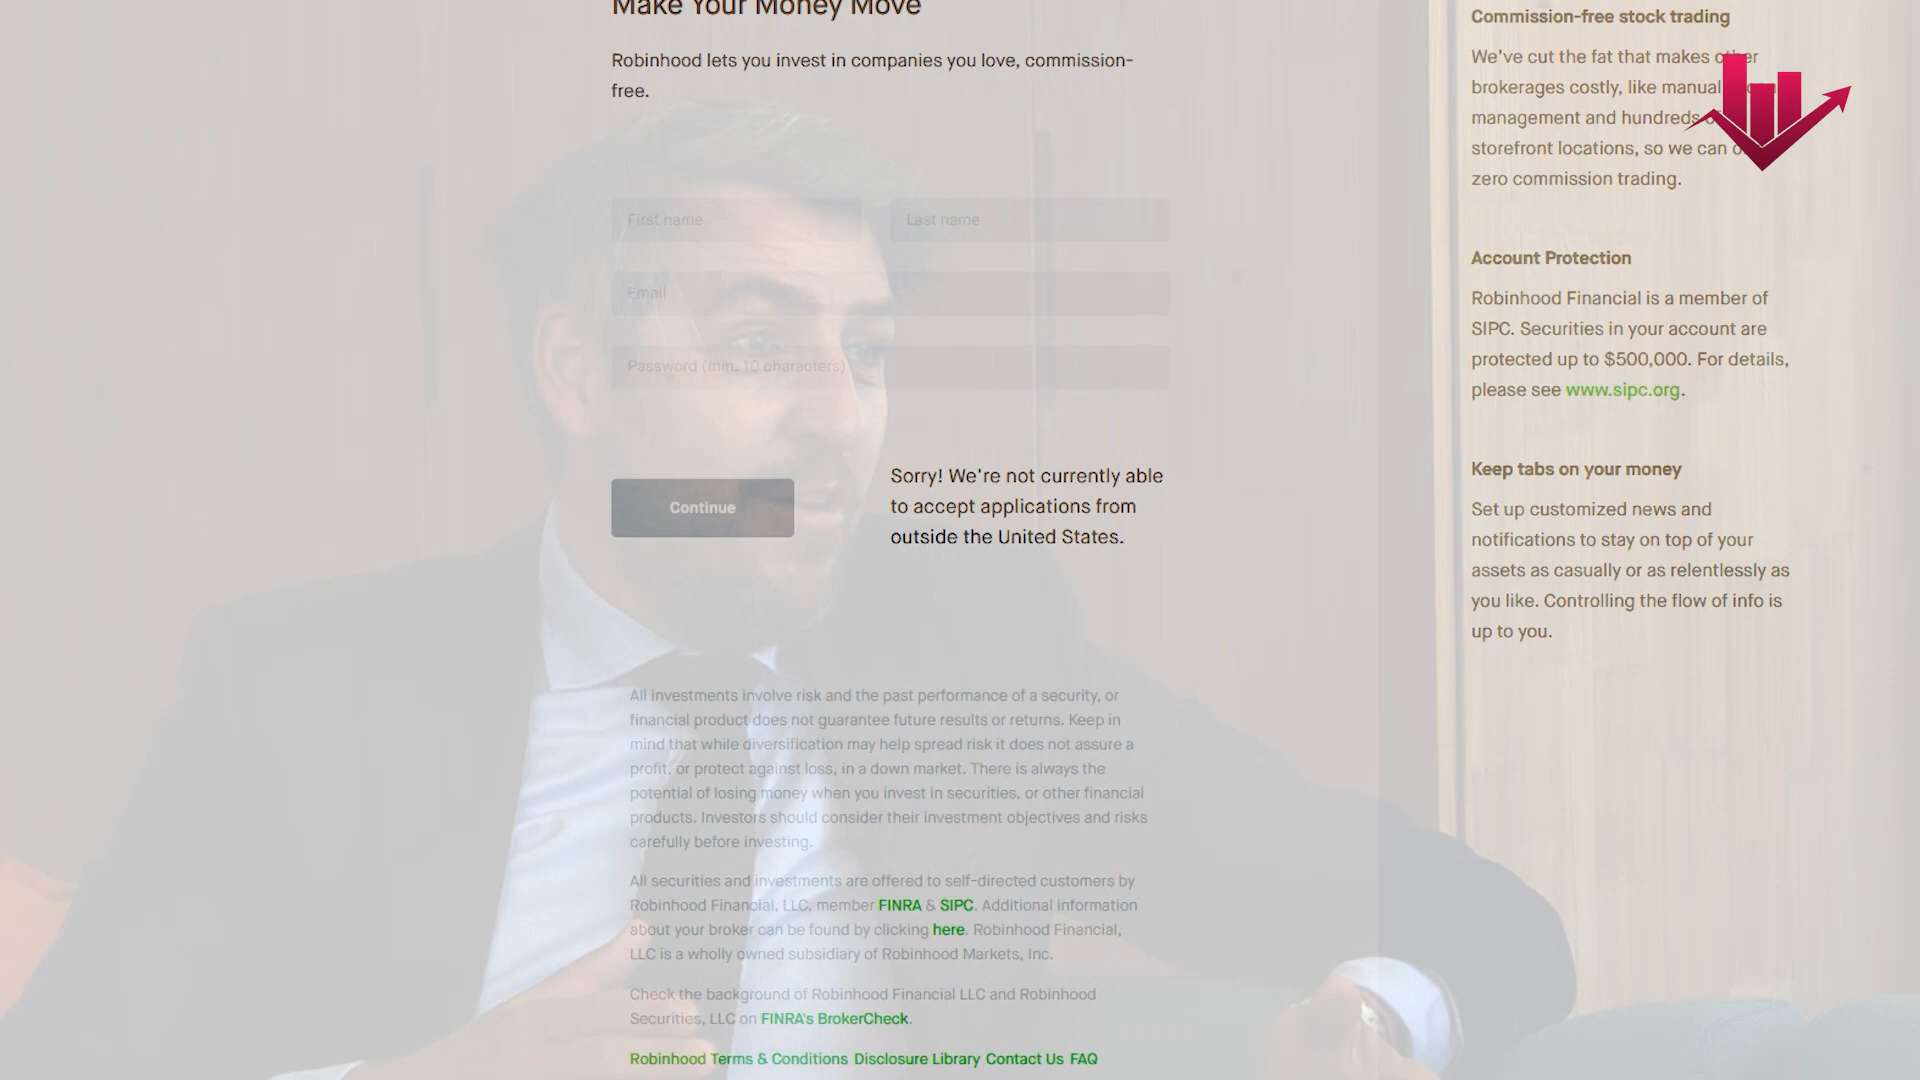 Make Your Money Move
Robinhood lets you invest in companies you love, commission-
free.
First name
Last name
Email
Password (min. 10 characters)
Continue
Sorry! We're not currently able
to accept applications from
outside the United States.
All investments involve risk and the past performance of a security, or
financial product does not guarantee future results or returns. Keep in
mind that while diversification may help spread risk it does not assure a
profit, or protect against loss, in a down market. There is always the
potential of losing money when you invest in securities, or other financial
products. Investors should consider their investment objectives and risks
carefully before investing.
All securities and investments are offered to self-directed customers by
Robinhood Financial, LLC, member FINRA & SIPC. Additional information
about your broker can be found by clicking here. Robinhood Financial,
LLC is a wholly owned subsidiary of Robinhood Markets, Inc.
Check the background of Robinhood Financial LLC and Robinhood
Securities, LLC on FINRA's BrokerCheck.
Robinhood Terms & Conditions Disclosure Library Contact Us FAQ
Commission-free stock trading
We've cut the fat that makes other
brokerages costly, like manual
management and hundreds of
storefront locations, so we can
zero commission trading.
Account Protection
Robinhood Financial is a member of
SIPC. Securities in your account are
protected up to $500,000. For details,
please see www.sipc.org.
Keep tabs on your money
Set up customized news and
notifications to stay on top of your
assets as casually or as relentlessly as
you like. Controlling the flow of info is
up to you.